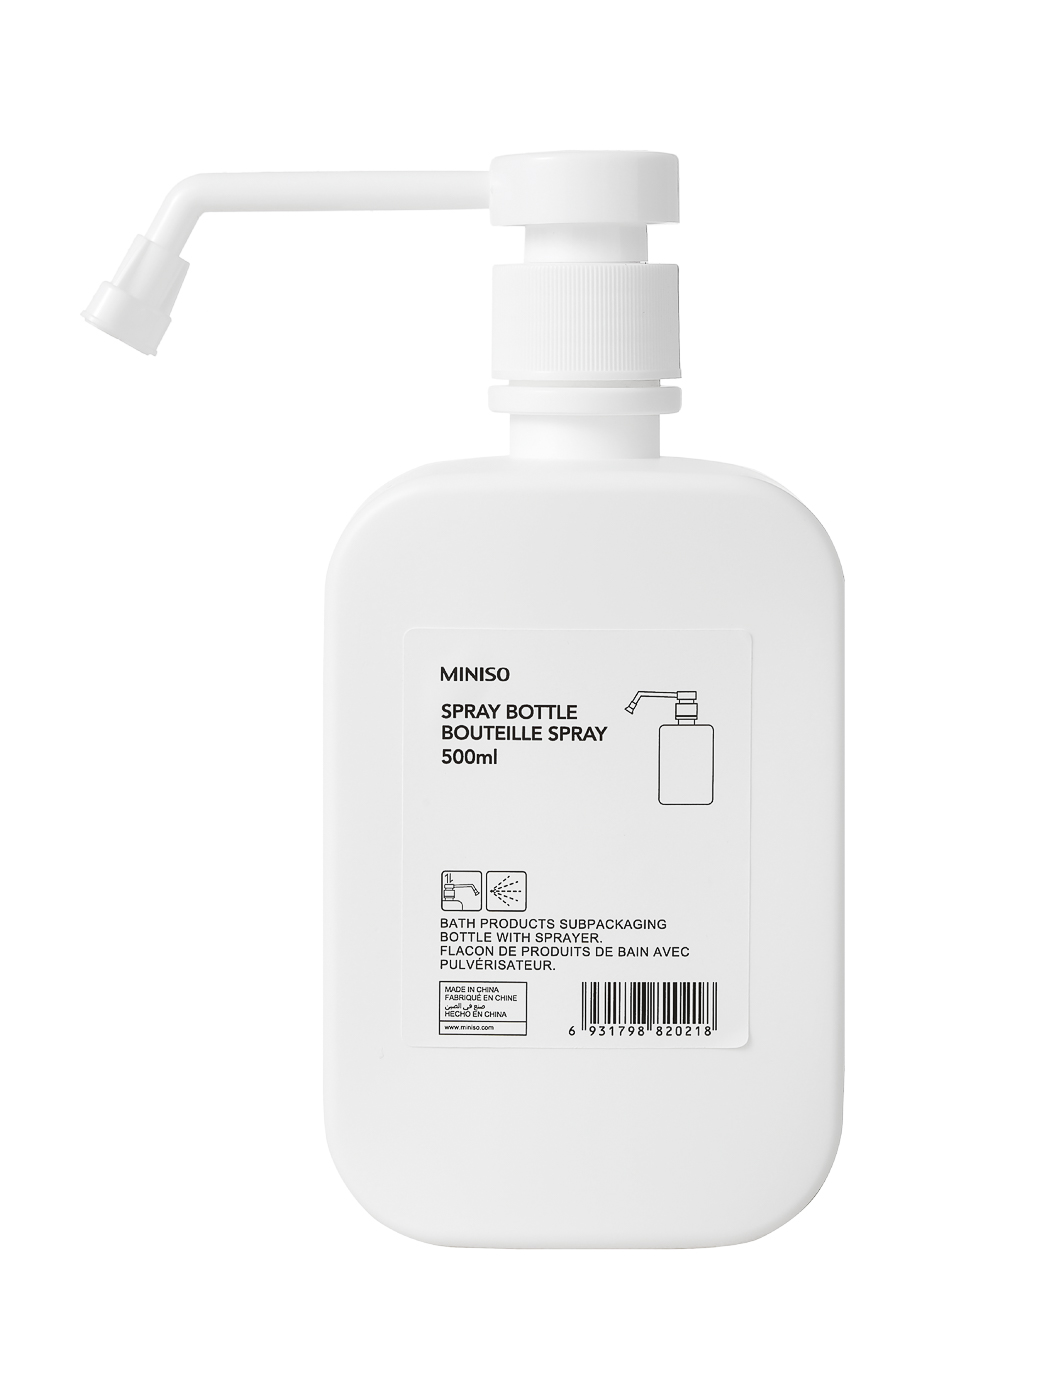 MINISO
SPRAY BOTTLE
BOUTEILLE SPRAY
500ml
BATH PRODUCTS SUBPACKAGING
BOTTLE WITH SPRAYER.
FLACON DE PRODUITS DE BAIN AVEC
PULVÉRISATEUR.
MADE IN CHINA
FABRIQUÉ EN CHINE
صنع في الصين
HECHO EN CHINA
www.miniso.com
6 931798 820218